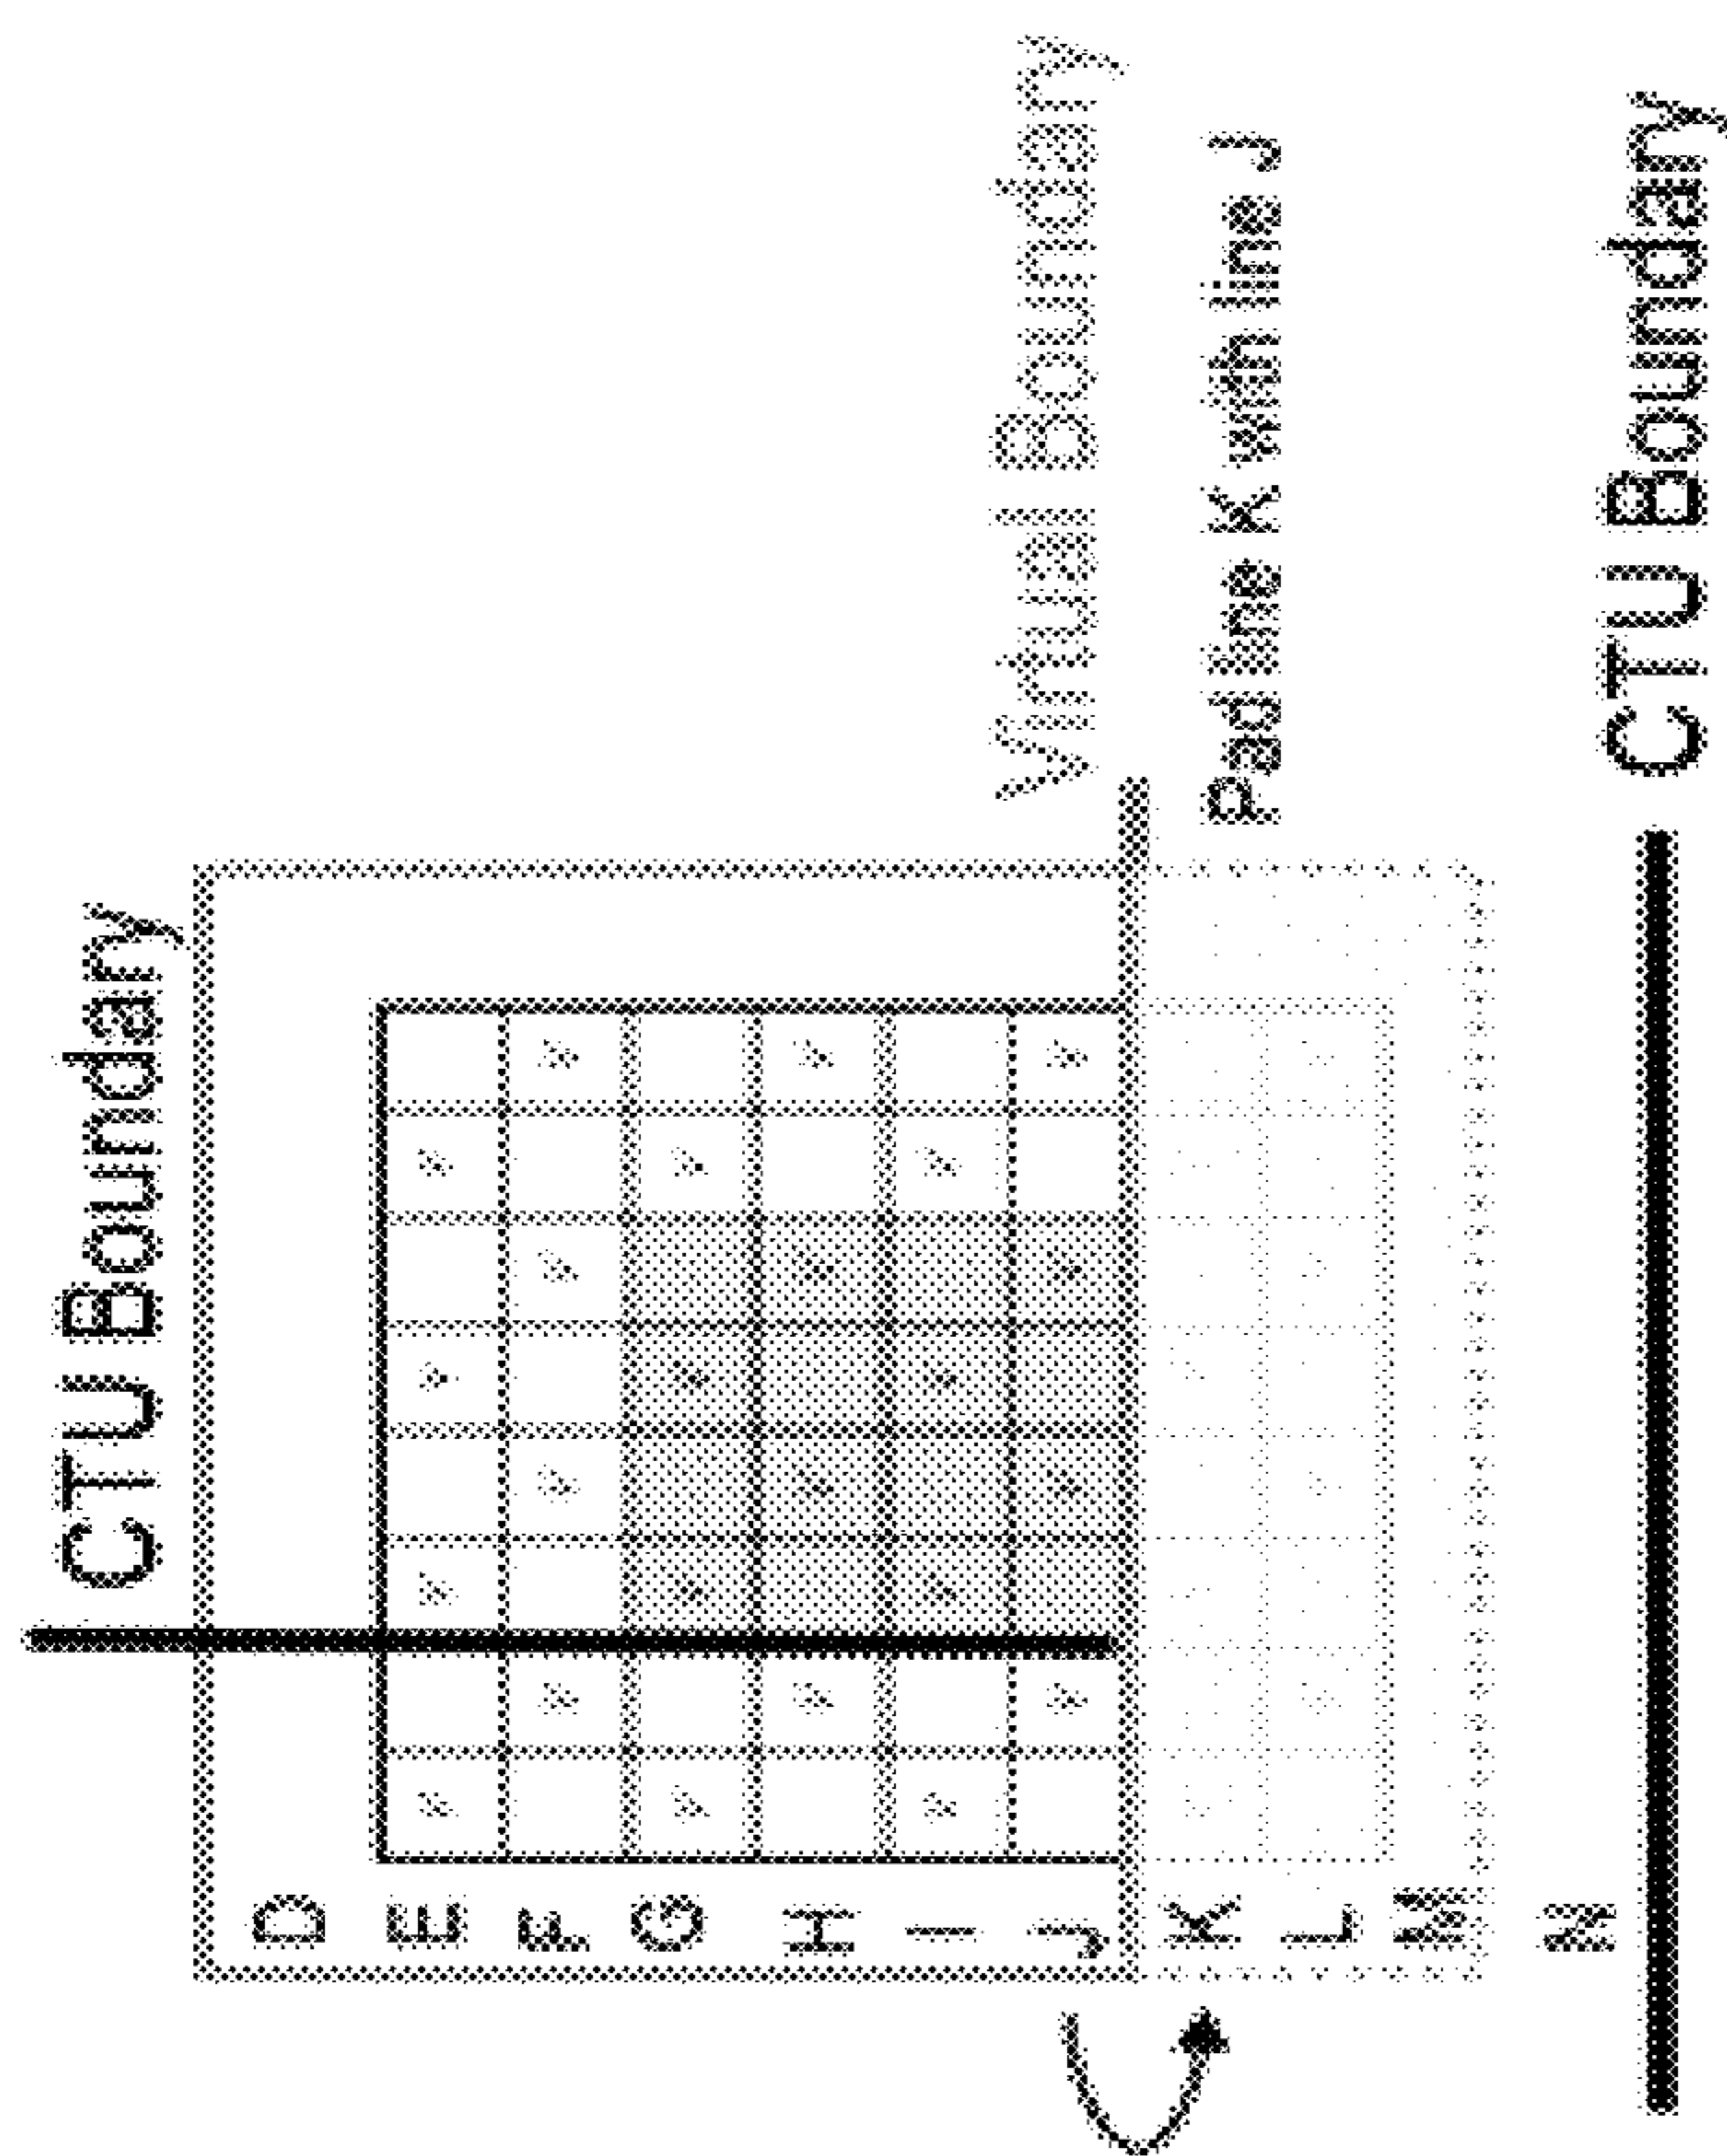 CTU Boundary
D
E
F
G
H
I
J
K
L
M
N
Virtual Boundary
Pad line K with line J
CTU Boundary